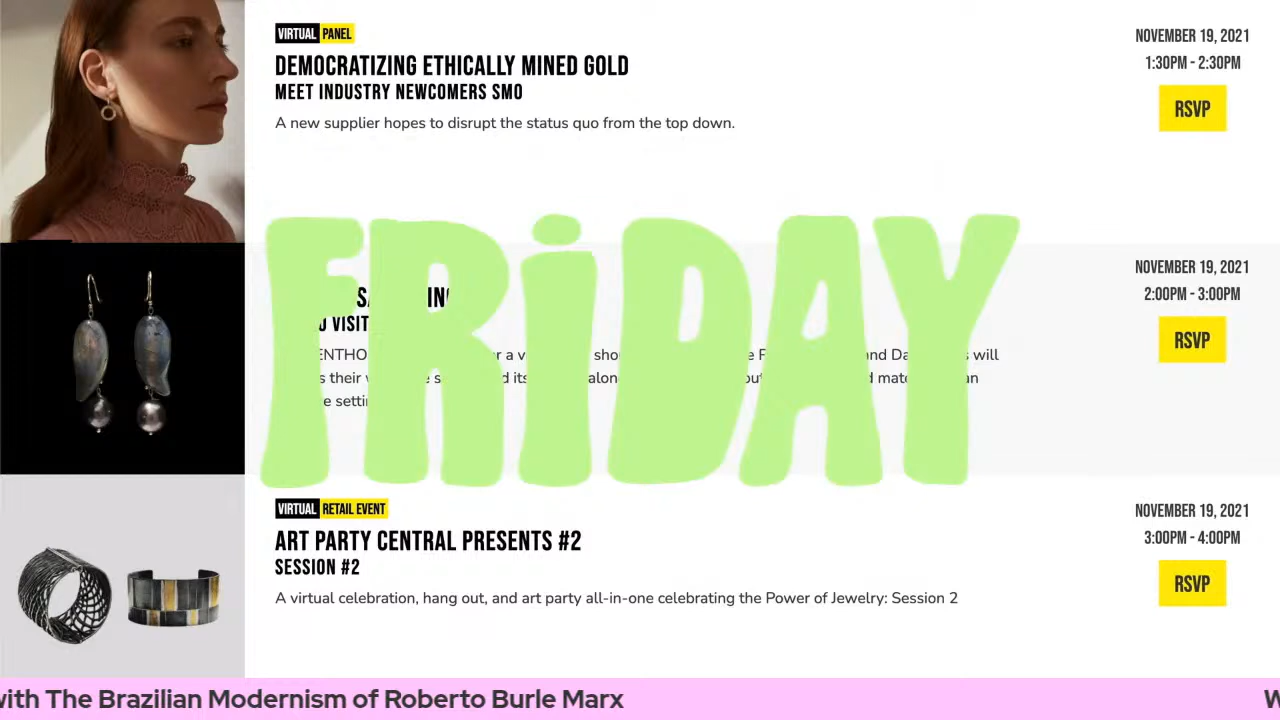 VIRTUAL PANEL
DEMOCRATIZING ETHICALLY MINED GOLD
MEET INDUSTRY NEWCOMERS SMO
A new supplier hopes to disrupt the status quo from the top down.
NOVEMBER 19, 2021
1:30PM - 2:30PM
RSVP
FRiDAY
VISIT
and
will
their
NOVEMBER 19, 2021
2:00PM - 3:00PM
RSVP
VIRTUAL RETAIL EVENT
ART PARTY CENTRAL PRESENTS #2
SESSION #2
A virtual celebration, hang out, and art party all-in-one celebrating the Power of Jewelry: Session 2
NOVEMBER 19, 2021
3:00PM - 4:00PM
RSVP
with The Brazilian Modernism of Roberto Burle Marx